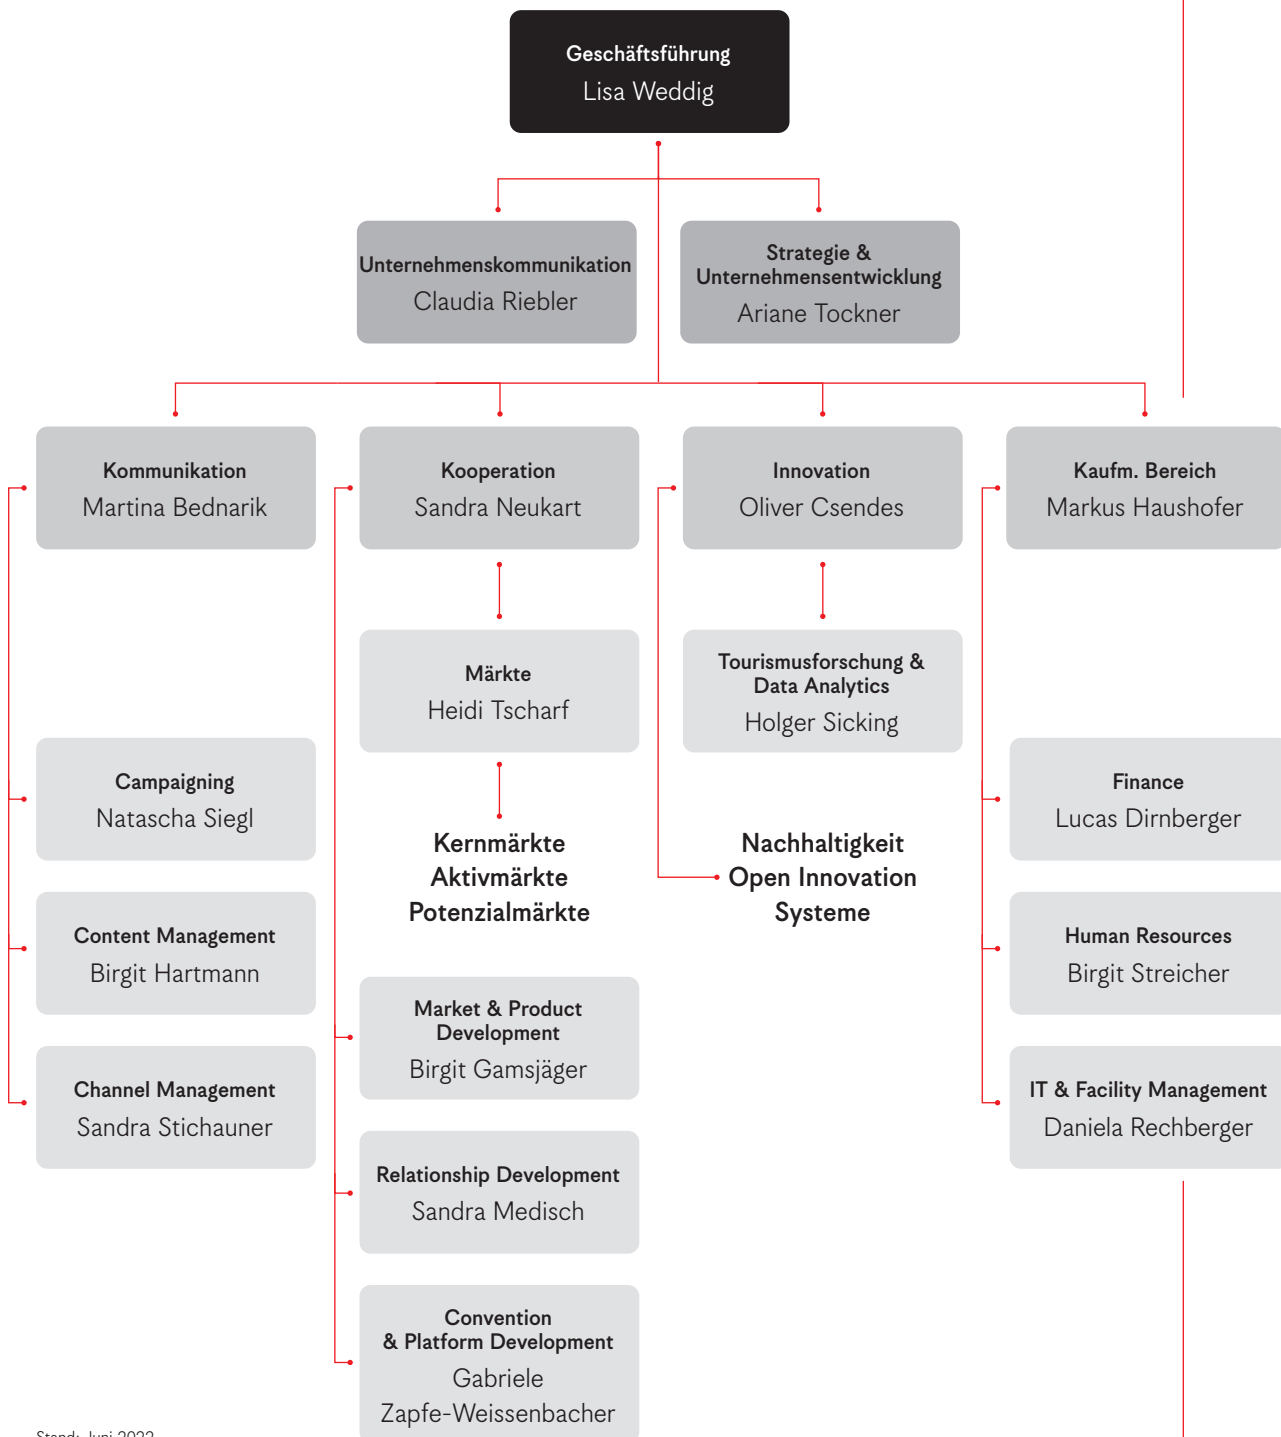 Geschäftsführung
Lisa Weddig
Unternehmenskommunikation
Claudia Riebler
Strategie &
Unternehmensentwicklung
Ariane Tockner
Kommunikation
Martina Bednarik
Kooperation
Sandra Neukart
Innovation
Oliver Csendes
Kaufm. Bereich
Markus Haushofer
Märkte
Heidi Tscharf
Tourismusforschung &
Data Analytics
Holger Sicking
Campaigning
Natascha Siegl
Kernmärkte
Aktivmärkte
Potenzialmärkte
Nachhaltigkeit
Open Innovation
Systeme
Finance
Lucas Dirnberger
Content Management
Birgit Hartmann
Human Resources
Birgit Streicher
Market & Product
Development
Birgit Gamsjäger
Channel Management
Sandra Stichauner
IT & Facility Management
Daniela Rechberger
Relationship Development
Sandra Medisch
Convention
& Platform Development
Gabriele
Zapfe-Weissenbacher
Stand: Juni 2022